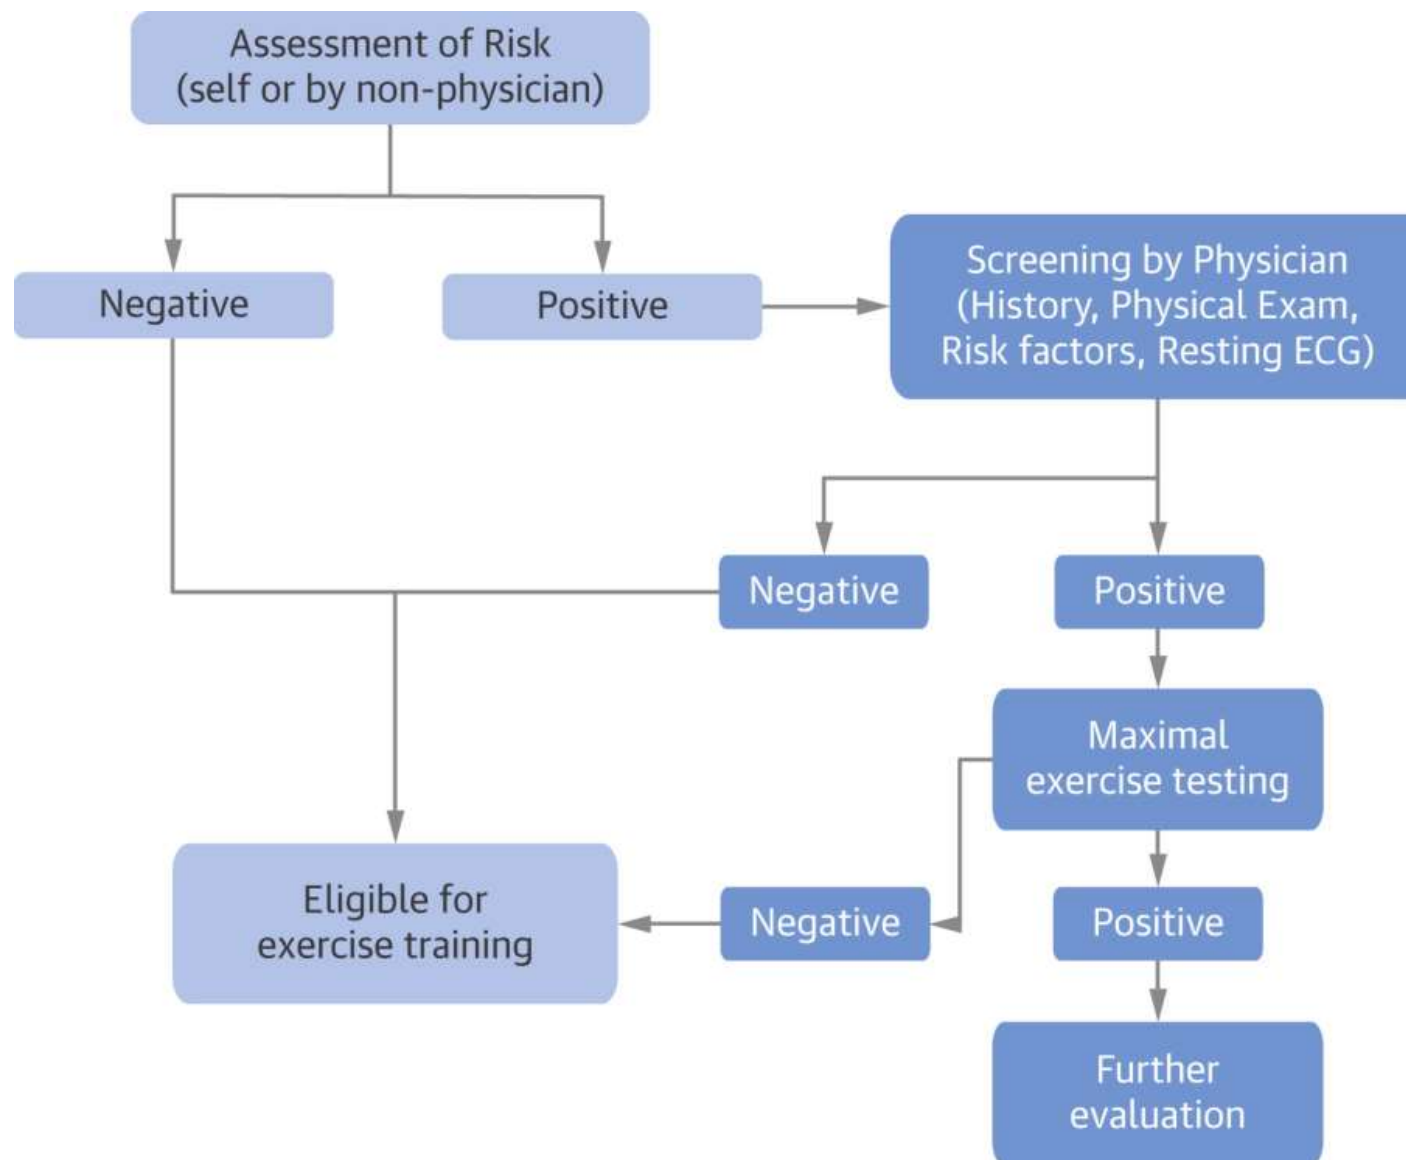 Assessment of Risk
(self or by non-physician)
Negative
Positive
Screening by Physician
(History, Physical Exam,
Risk factors, Resting ECG)
Negative
Positive
Maximal
exercise testing
Eligible for
exercise training
Negative
Positive
Further
evaluation